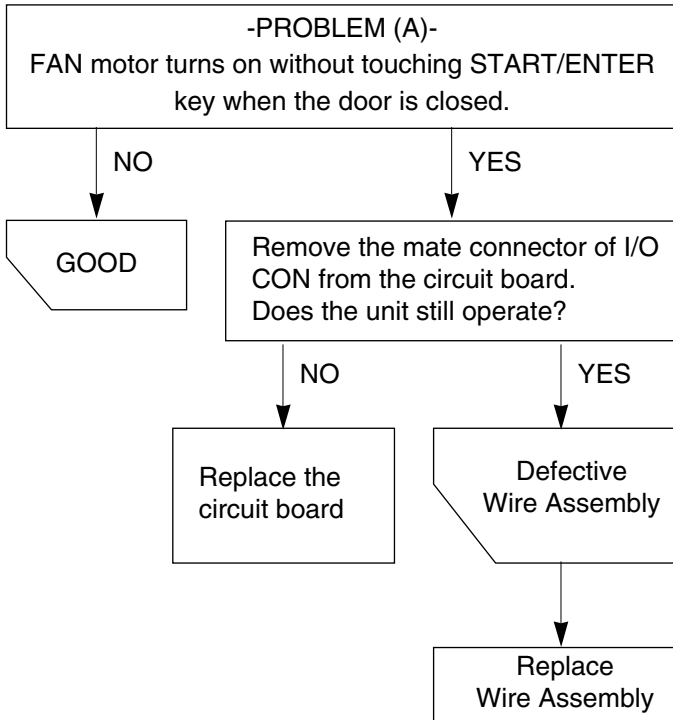 -PROBLEM (A)-
FAN motor turns on without touching START/ENTER
key when the door is closed.
NO
YES
GOOD
Remove the mate connector of I/O
CON from the circuit board.
Does the unit still operate?
NO
YES
Replace the
circuit board
Defective
Wire Assembly
Replace
Wire Assembly